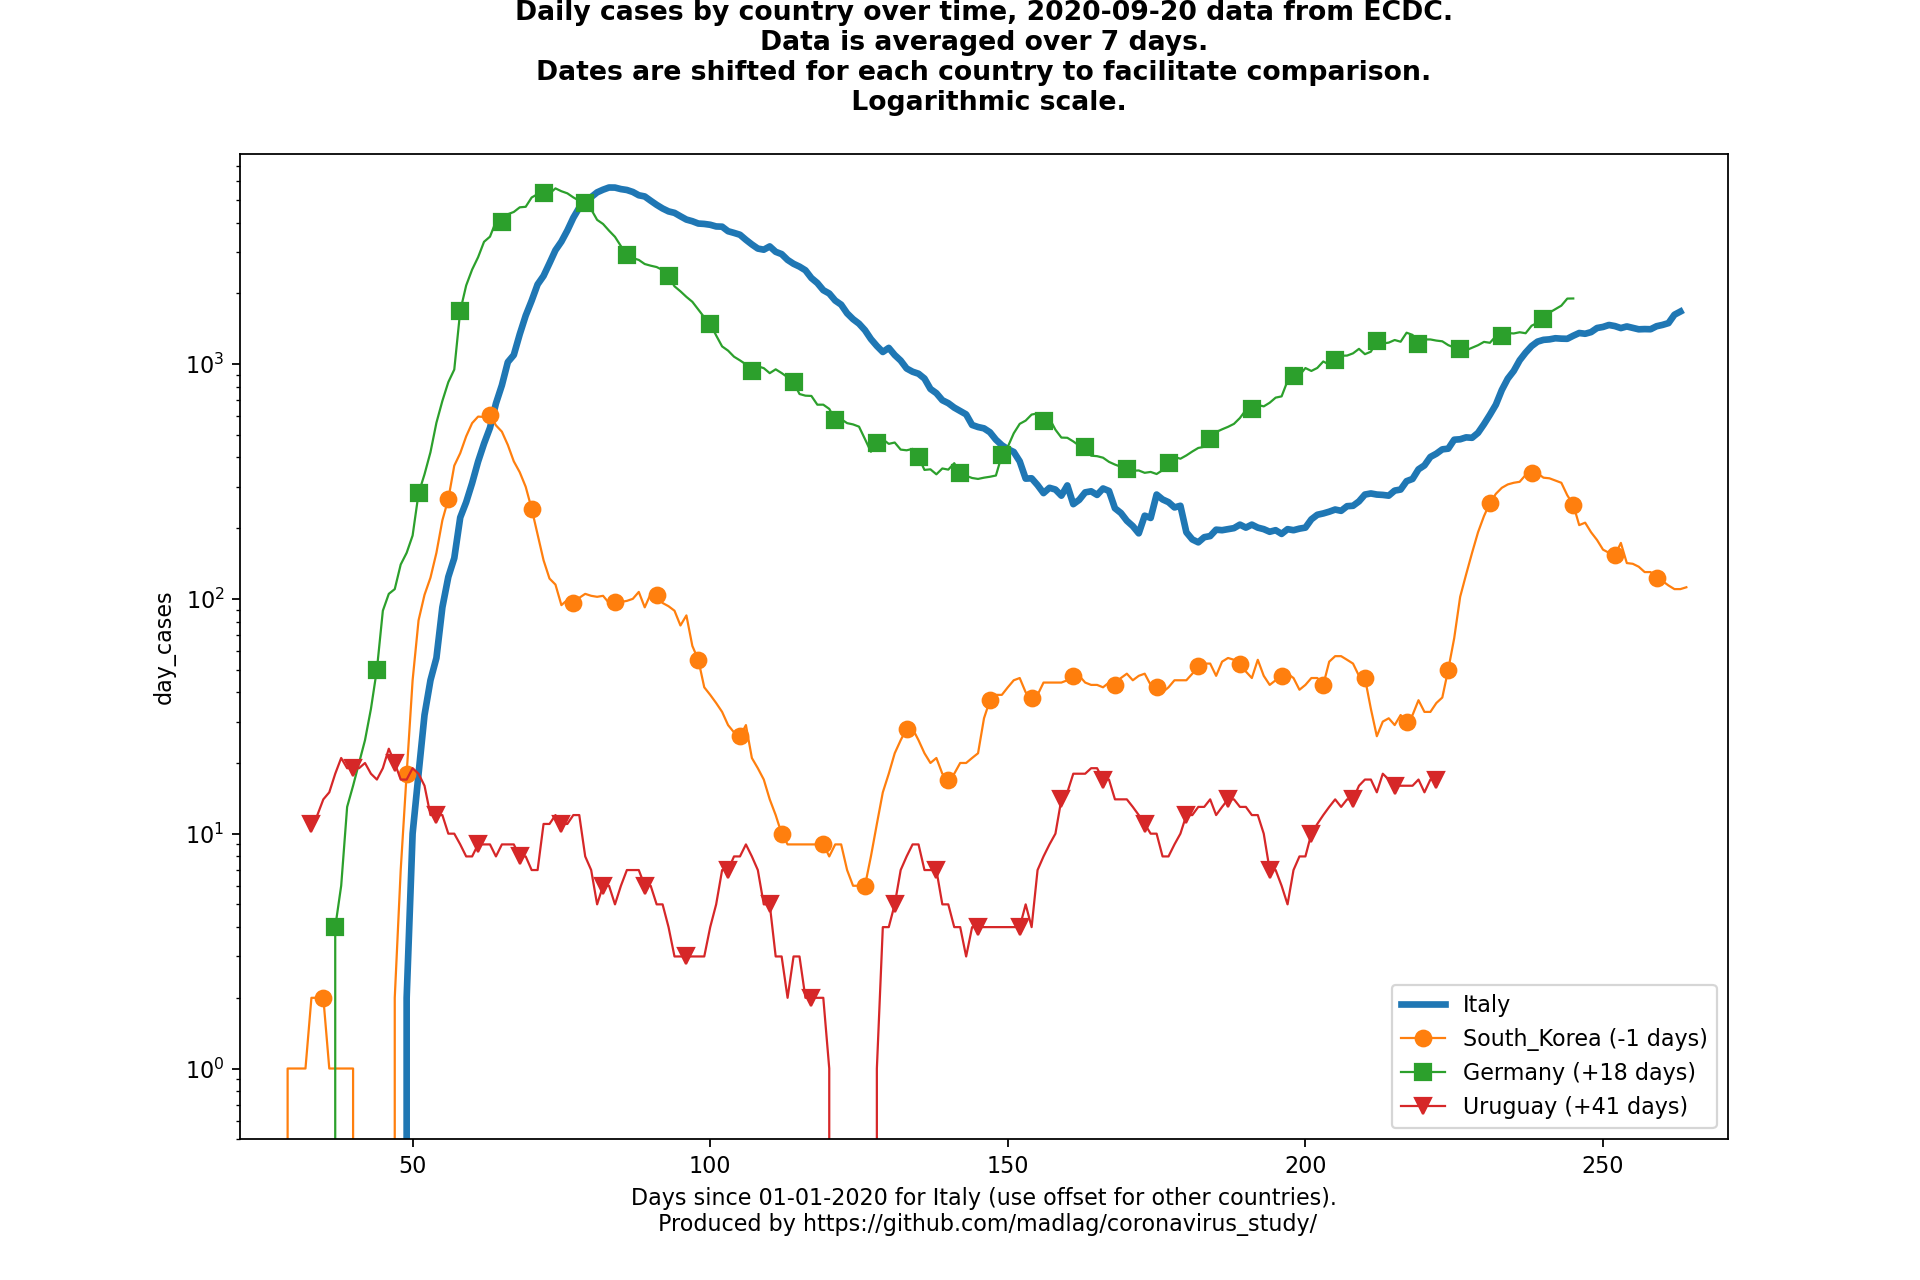 Daily cases by country over time, 2020-09-20 data from ECDC.
Data is averaged over 7 days.
Dates are shifted for each country to facilitate comparison.
Logarithmic scale.
day_cases
10³
10²
10¹
10⁰
50
100
150
200
250
Italy
South_Korea (-1 days)
Germany (+18 days)
Uruguay (+41 days)
Days since 01-01-2020 for Italy (use offset for other countries).
Produced by https://github.com/madlag/coronavirus_study/